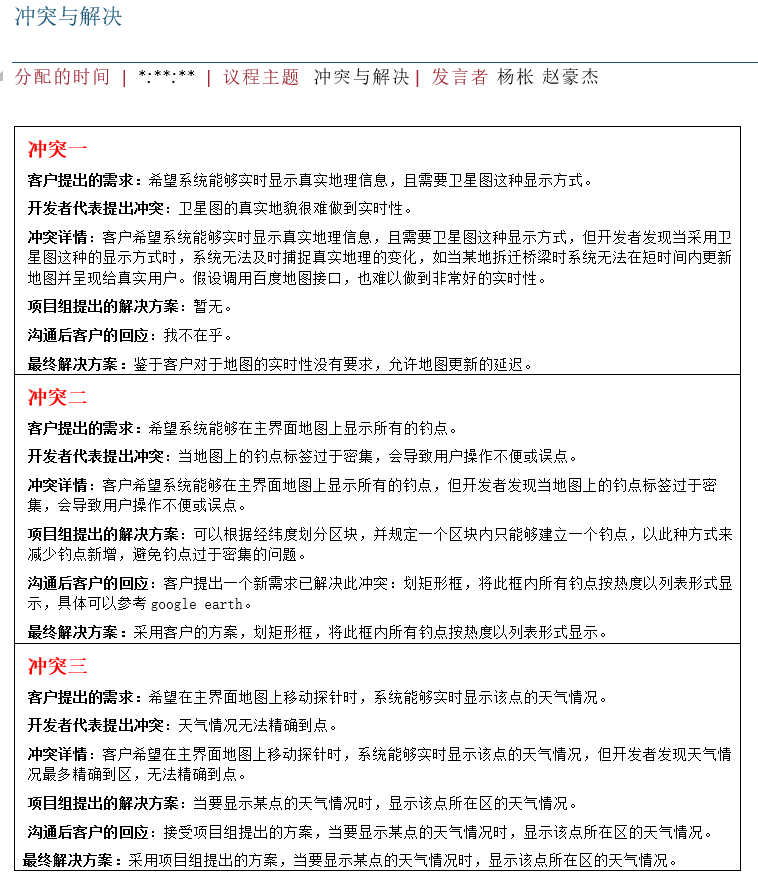 冲突与解决
分配的时间 | *:**:** | 议程主题 冲突与解决| 发言者 杨枨 赵豪杰
冲突一
客户提出的需求：希望系统能够实时显示真实地理信息，且需要卫星图这种显示方式。
开发者代表提出冲突：卫星图的真实地貌很难做到实时性。
冲突详情：客户希望系统能够实时显示真实地理信息，且需要卫星图这种显示方式，但开发者发现当采用卫
星图这种的显示方式时，系统无法及时捕捉真实地理的变化，如当某地拆迁桥梁时系统无法在短时间内更新
地图并呈现给真实用户。假设调用百度地图接口，也难以做到非常好的实时性。
项目组提出的解决方案：暂无。
沟通后客户的回应：我不在乎。
最终解决方案：鉴于客户对于地图的实时性没有要求，允许地图更新的延迟。
冲突二
客户提出的需求：希望系统能够在主界面地图上显示所有的钓点。
开发者代表提出冲突：当地图上的钓点标签过于密集，会导致用户操作不便或误点。
冲突详情：客户希望系统能够在主界面地图上显示所有的钓点，但开发者发现当地图上的钓点标签过于密
集，会导致用户操作不便或误点。
项目组提出的解决方案：可以根据经纬度划分区块，并规定一个区块内只能够建立一个钓点，以此种方式来
减少钓点新增，避免钓点过于密集的问题。
沟通后客户的回应：客户提出一个新需求已解决此冲突：划矩形框，将此框内所有钓点按热度以列表形式显
示，具体可以参考 google earth。
最终解决方案：采用客户的方案，划矩形框，将此框内所有钓点按热度以列表形式显示。
冲突三
客户提出的需求：希望在主界面地图上移动探针时，系统能够实时显示该点的天气情况。
开发者代表提出冲突：天气情况无法精确到点。
冲突详情：客户希望在主界面地图上移动探针时，系统能够实时显示该点的天气情况，但开发者发现天气情
况最多精确到区，无法精确到点。
项目组提出的解决方案：当要显示某点的天气情况时，显示该点所在区的天气情况。
沟通后客户的回应：接受项目组提出的方案，当要显示某点的天气情况时，显示该点所在区的天气情况。
最终解决方案：采用项目组提出的方案，当要显示某点的天气情况时，显示该点所在区的天气情况。